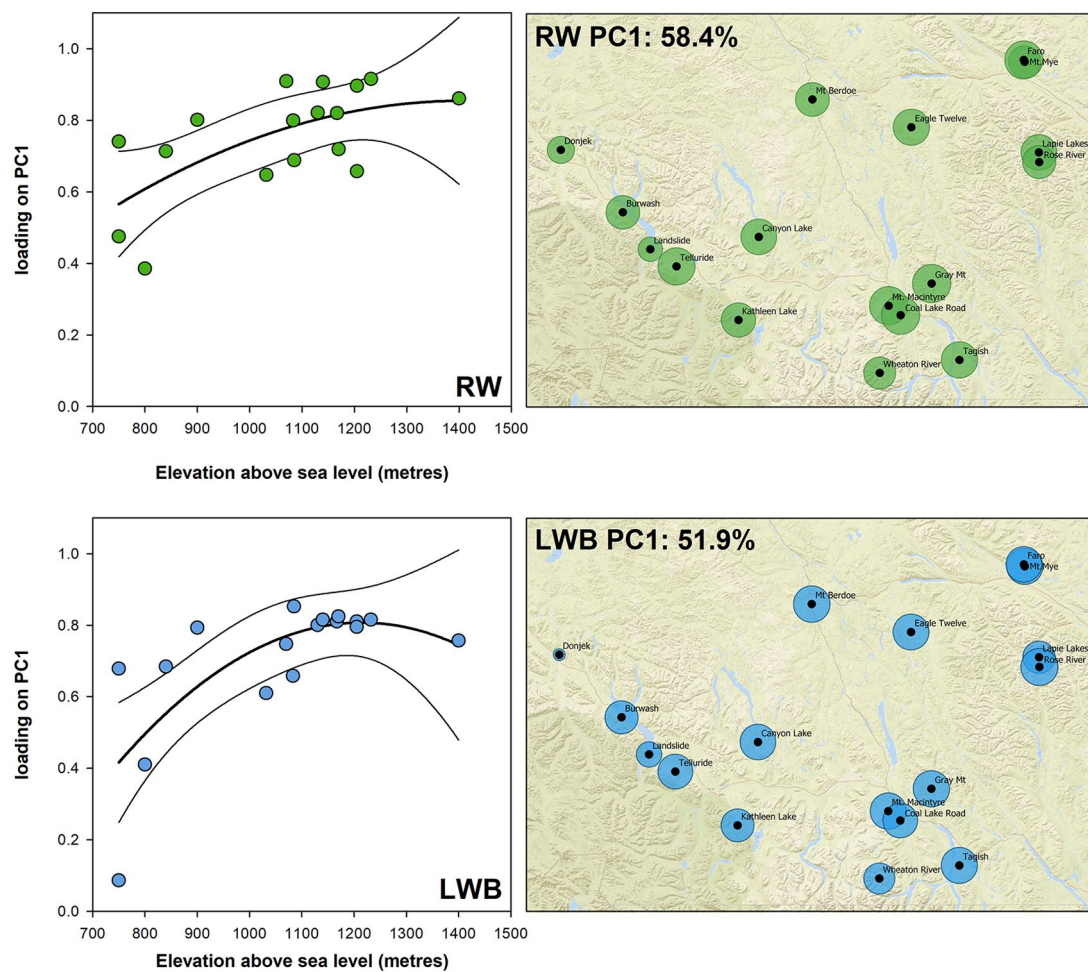 1.0
0.8
0.6
0.4
0.2
0.0
loading on PC1
RW
700 800 900 1000 1100 1200 1300 1400 1500
Elevation above sea level (metres)
RW PC1: 58.4%
Faro
Mt.Mye
Mt Berdoe
Eagle Twelve
Donjek
Lapie Lakes
Rose River
Burwash
Canyon Lake
Landslide
Telluride
Gray Mt
Mt. Macintyre
Coal Lake Road
Kathleen Lake
Tagish
Wheaton River
1.0
0.8
0.6
0.4
0.2
0.0
loading on PC1
LWB
700 800 900 1000 1100 1200 1300 1400 1500
Elevation above sea level (metres)
LWB PC1: 51.9%
Faro
Mt.Mye
Mt Berdoe
Eagle Twelve
Donjek
Lapie Lakes
Rose River
Burwash
Canyon Lake
Landslide
Telluride
Gray Mt
Mt. Macintyre
Coal Lake Road
Kathleen Lake
Tagish
Wheaton River